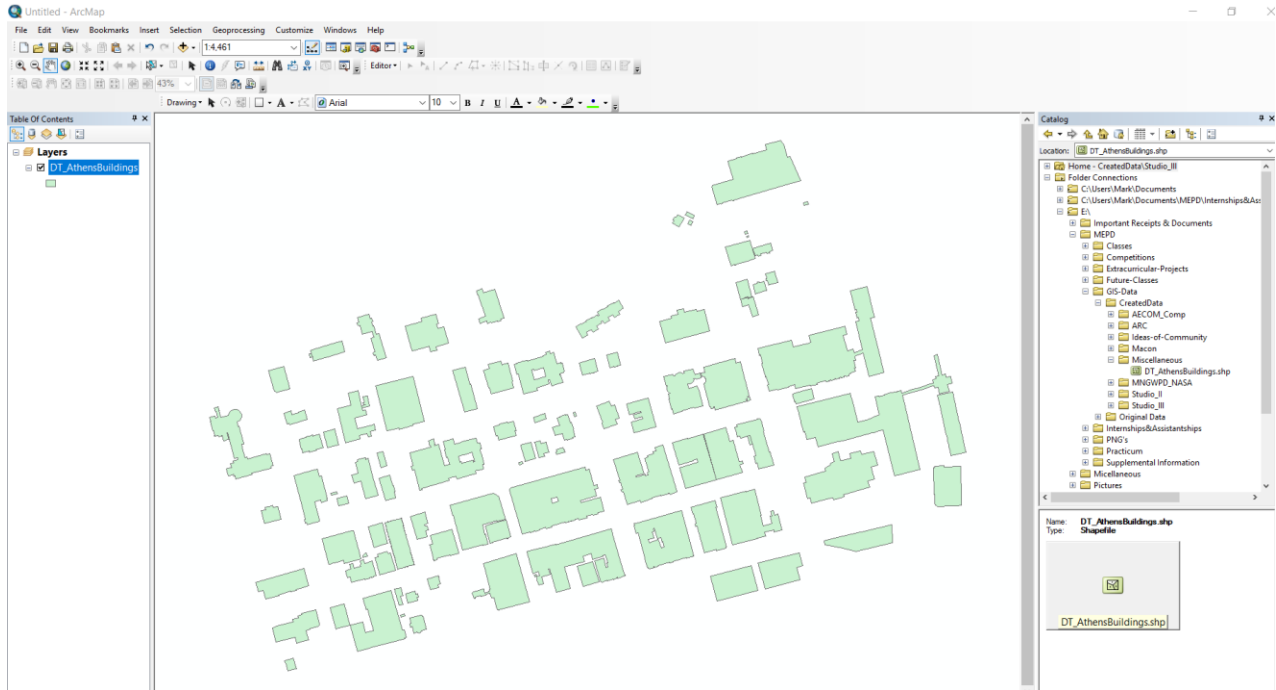 Untitled - ArcMap
File Edit View Bookmarks Insert Selection Geoprocessing Customize Windows Help
1:4,461
Editor
43%
Drawing Arial 10 B I U A
Table Of Contents
Layers
DT_AthensBuildings
Catalog
Location: DT_AthensBuildings.shp
Home - CreatedData\Studio_III
Folder Connections
C:\Users\Mark\Documents
C:\Users\Mark\Documents\MEPD\Internships&Ass
E:\
Important Receipts & Documents
MEPD
Classes
Competitions
Extracurricular-Projects
Future-Classes
GIS-Data
CreatedData
AECOM_Comp
ARC
Ideas-of-Community
Macon
Miscellaneous
DT_AthensBuildings.shp
MNGWPD_NASA
Studio_II
Studio_III
Original Data
Internships&Assistantships
PNG's
Practicum
Supplemental Information
Micellaneous
Pictures
Name: DT_AthensBuildings.shp
Type: Shapefile
DT_AthensBuildings.shp